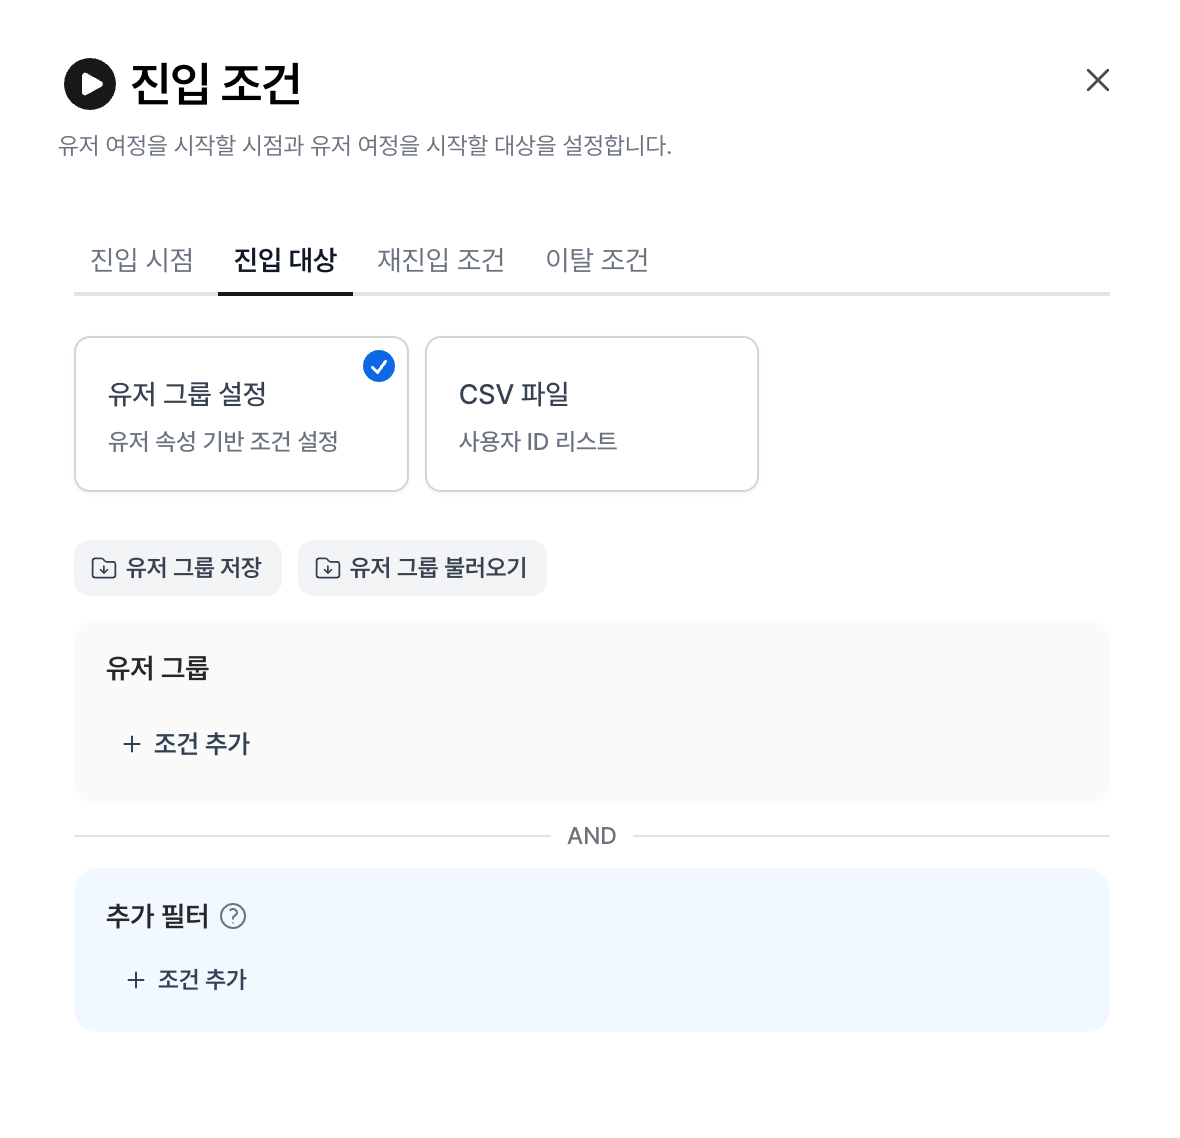 진입 조건
유저 여정을 시작할 시점과 유저 여정을 시작할 대상을 설정합니다.
진입 시점 진입 대상 재진입 조건 이탈 조건
유저 그룹 설정
유저 속성 기반 조건 설정
CSV 파일
사용자 ID 리스트
유저 그룹 저장 유저 그룹 불러오기
유저 그룹
+ 조건 추가
AND
추가 필터 ?
+ 조건 추가